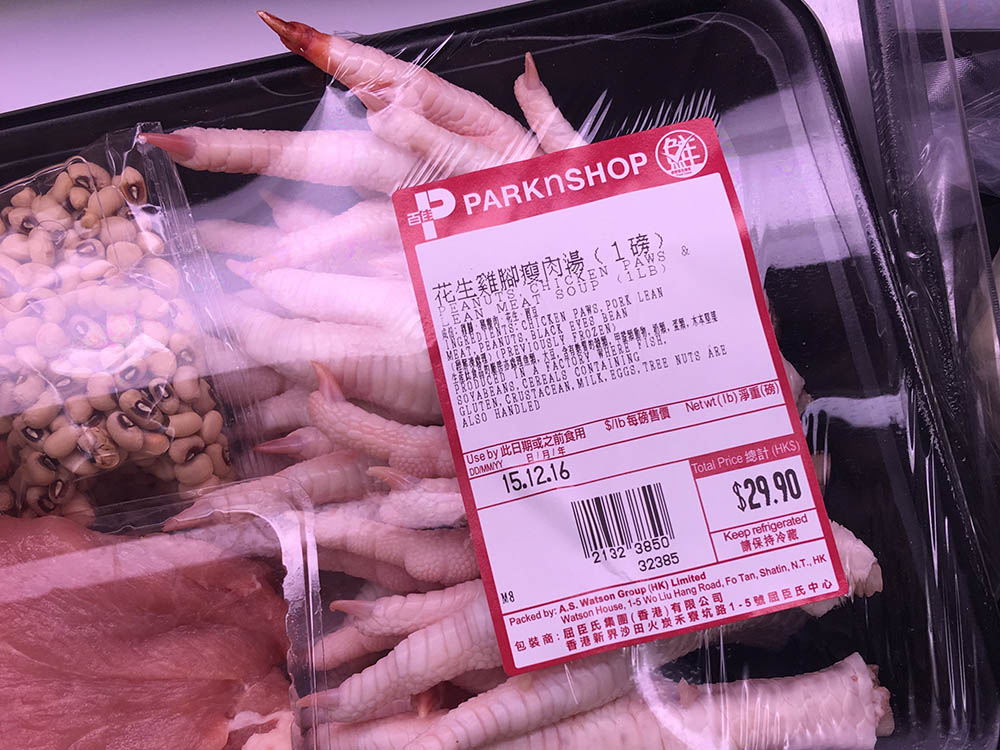 百佳 PARKnSHOP 鮮
花生雞腳瘦肉湯(1磅)
PEANUTS, CHICKEN PAWS &
LEAN MEAT SOUP (1LB)
INGREDIENTS: CHICKEN PAWS, PORK LEAN
MEAT, PEANUTS, BLACK EYES BEAN
(PREVIOUSLY FROZEN)
PRODUCED IN A FACTORY WHERE FISH,
SOYABEANS, CEREALS CONTAINING
GLUTEN, CRUSTACEAN, MILK, EGGS, TREE NUTS ARE
ALSO HANDLED
Use by 此日期或之前食用 $/lb 每磅售價 Net wt (lb) 淨重(磅)
DD/MM/YY 日/月/年
15.12.16
Total Price 總計 (HK$)
$29.90
2132 3850
32385
Keep refrigerated
請保持冷藏
M8
Packed by: A.S. Watson Group (HK) Limited
Watson House, 1-5 Wo Liu Hang Road, Fo Tan, Shatin, N.T., HK
包裝商: 屈臣氏集團(香港)有限公司
香港新界沙田火炭禾寮坑路1-5號屈臣氏中心